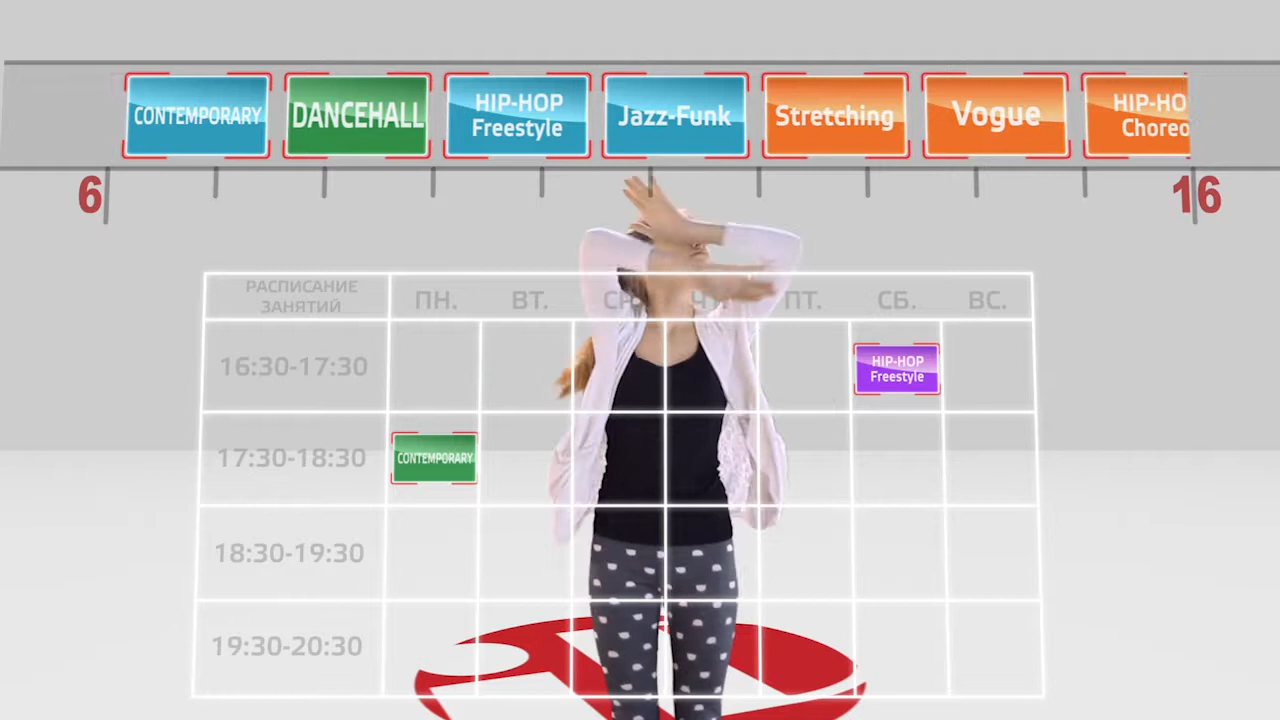 CONTEMPORARY
DANCEHALL
HIP-HOP
Freestyle
Jazz-Funk
Stretching
Vogue
HIP-HO
Choreo
6
16
РАСПИСАНИЕ
ЗАНЯТИЙ
ПН.
ВТ.
СР.
ЧТ.
ПТ.
СБ.
ВС.
16:30-17:30
HIP-HOP
Freestyle
17:30-18:30
CONTEMPORARY
18:30-19:30
19:30-20:30